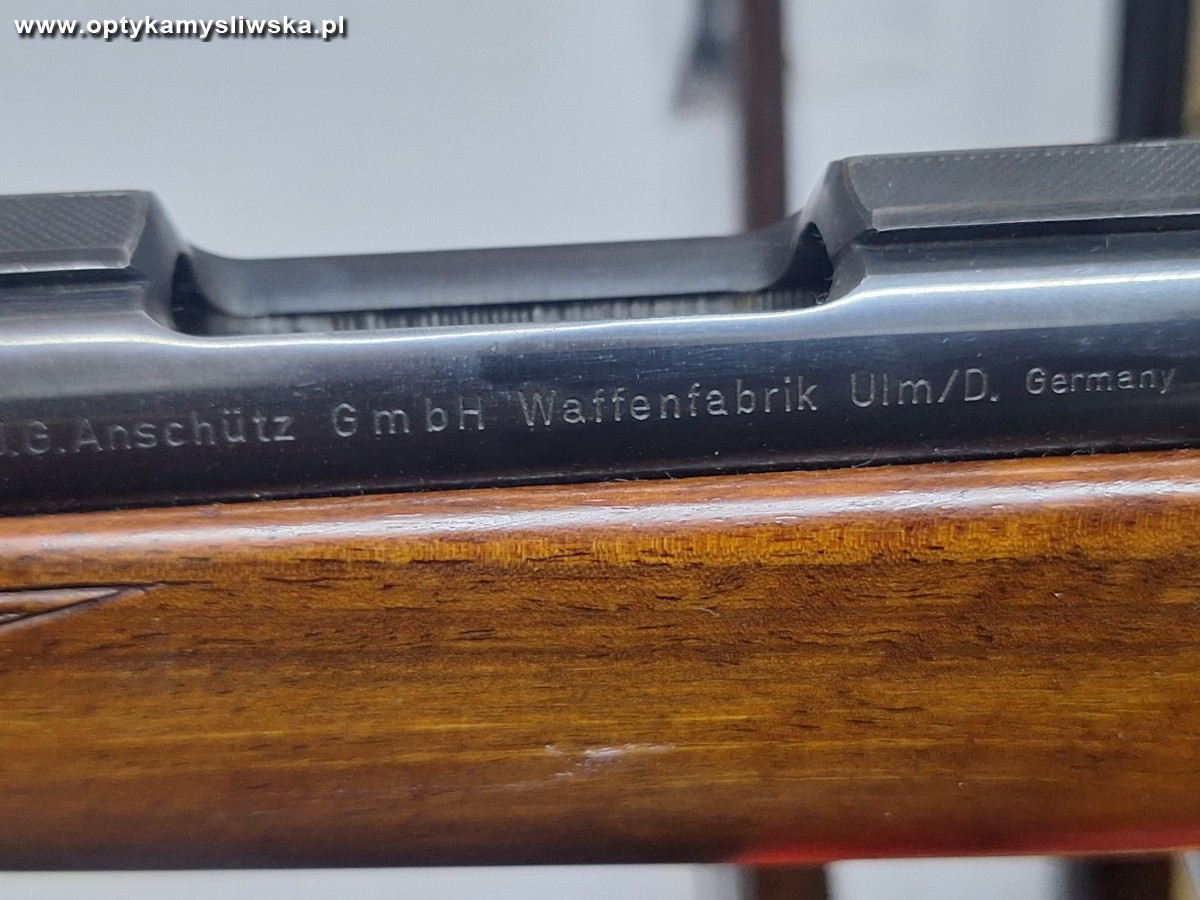 www.optykamysliwska.pl
J.G.Anschütz GmbH Waffenfabrik Ulm/D. Germany